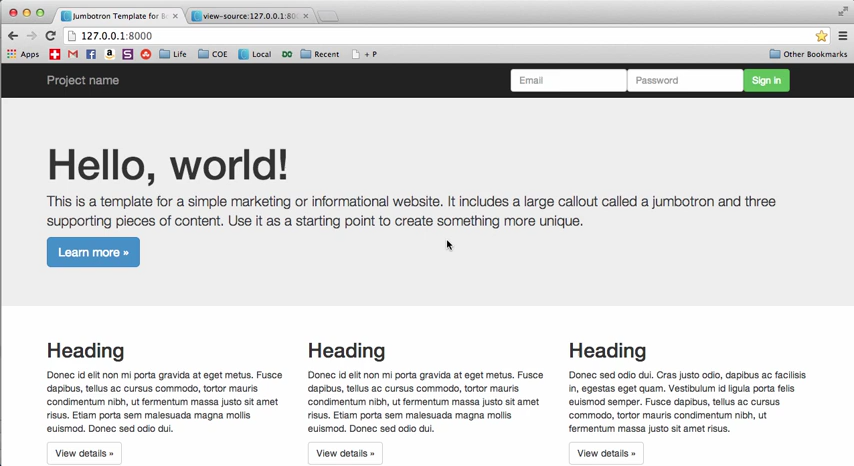 Jumbotron Template for Bo
view-source:127.0.0.1:800
127.0.0.1:8000
Apps Life COE Local Recent + P Other Bookmarks
Project name Email Password Sign in
Hello, world!
This is a template for a simple marketing or informational website. It includes a large callout called a jumbotron and three
supporting pieces of content. Use it as a starting point to create something more unique.
Learn more »
Heading
Donec id elit non mi porta gravida at eget metus. Fusce
dapibus, tellus ac cursus commodo, tortor mauris
condimentum nibh, ut fermentum massa justo sit amet
risus. Etiam porta sem malesuada magna mollis
euismod. Donec sed odio dui.
View details »
Heading
Donec id elit non mi porta gravida at eget metus. Fusce
dapibus, tellus ac cursus commodo, tortor mauris
condimentum nibh, ut fermentum massa justo sit amet
risus. Etiam porta sem malesuada magna mollis
euismod. Donec sed odio dui.
View details »
Heading
Donec sed odio dui. Cras justo odio, dapibus ac facilisis
in, egestas eget quam. Vestibulum id ligula porta felis
euismod semper. Fusce dapibus, tellus ac cursus
commodo, tortor mauris condimentum nibh, ut
fermentum massa justo sit amet risus.
View details »